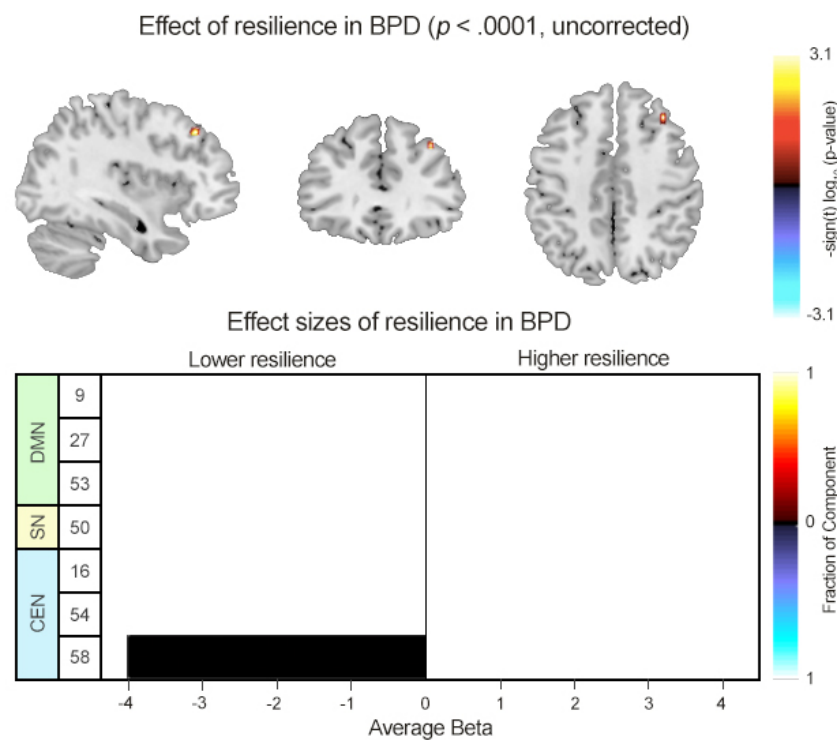 Effect of resilience in BPD (p < .0001, uncorrected)
3.1
-sign(t) log₁₀ (p-value)
-3.1
Effect sizes of resilience in BPD
Lower resilience
Higher resilience
DMN
9
27
53
SN
50
CEN
16
54
58
1
0
1
Fraction of Component
-4
-3
-2
-1
0
1
2
3
4
Average Beta